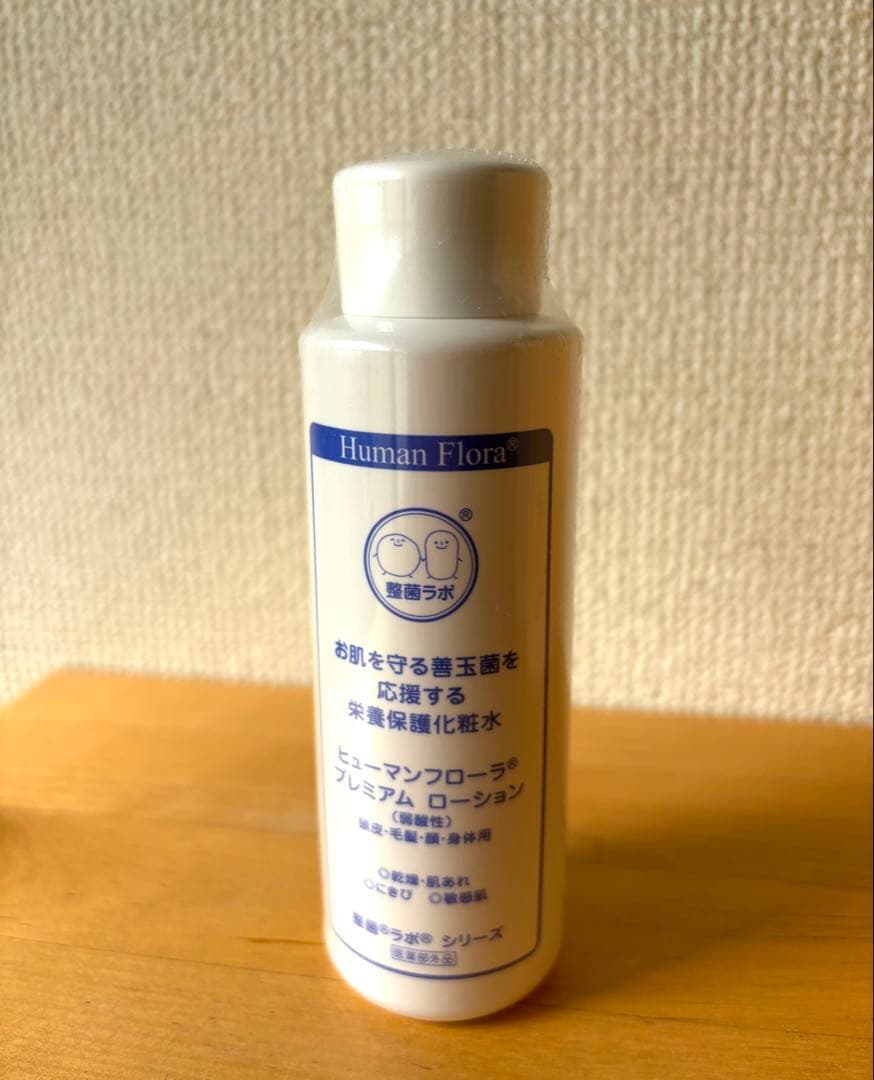 Human Flora®
®
整菌ラボ
お肌を守る善玉菌を
応援する
栄養保護化粧水
ヒューマンフローラ®
プレミアム ローション
（弱酸性）
頭皮・毛髪・顔・身体用
◎乾燥・肌あれ
◎にきび ◎敏感肌
整菌®ラボ® シリーズ
医薬部外品